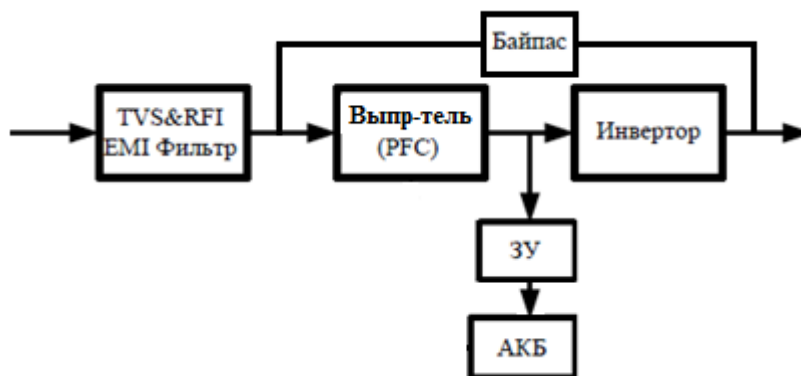 Байпас
TVS&RFI
EMI Фильтр
Выпр-тель
(PFC)
Инвертор
ЗУ
АКБ